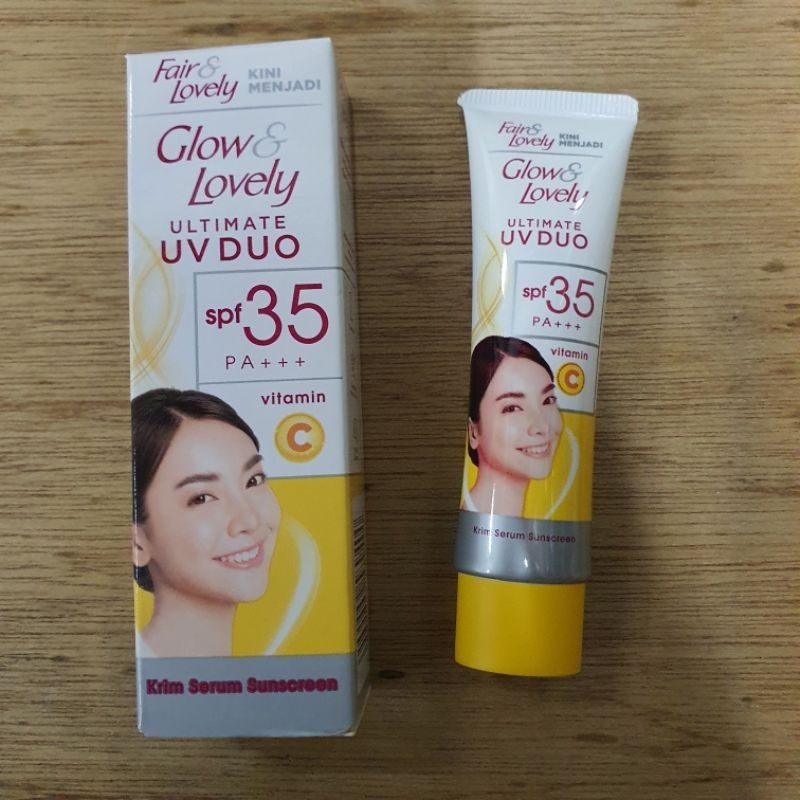 Fair & Lovely KINI MENJADI
Glow & Lovely
ULTIMATE
UV DUO
spf 35
PA+++
vitamin
C
Krim Serum Sunscreen
Fair & Lovely KINI MENJADI
Glow & Lovely
ULTIMATE
UV DUO
spf 35
PA+++
vitamin
C
Krim Serum Sunscreen